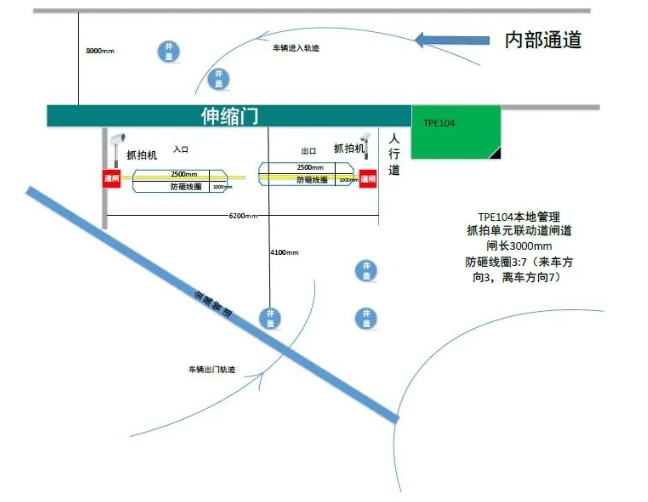 内部通道
8000mm
井盖
车辆进入轨迹
井盖
伸缩门
TPE104
抓拍机
入口
出口
抓拍机
人行道
道闸
2500mm
防砸线圈
1000mm
2500mm
防砸线圈
1000mm
道闸
6200mm
TPE104本地管理
抓拍单元联动道闸道
闸长3000mm
防砸线圈3:7（来车方
向3，离车方向7）
4100mm
井盖
井盖
井盖
车辆出门轨迹